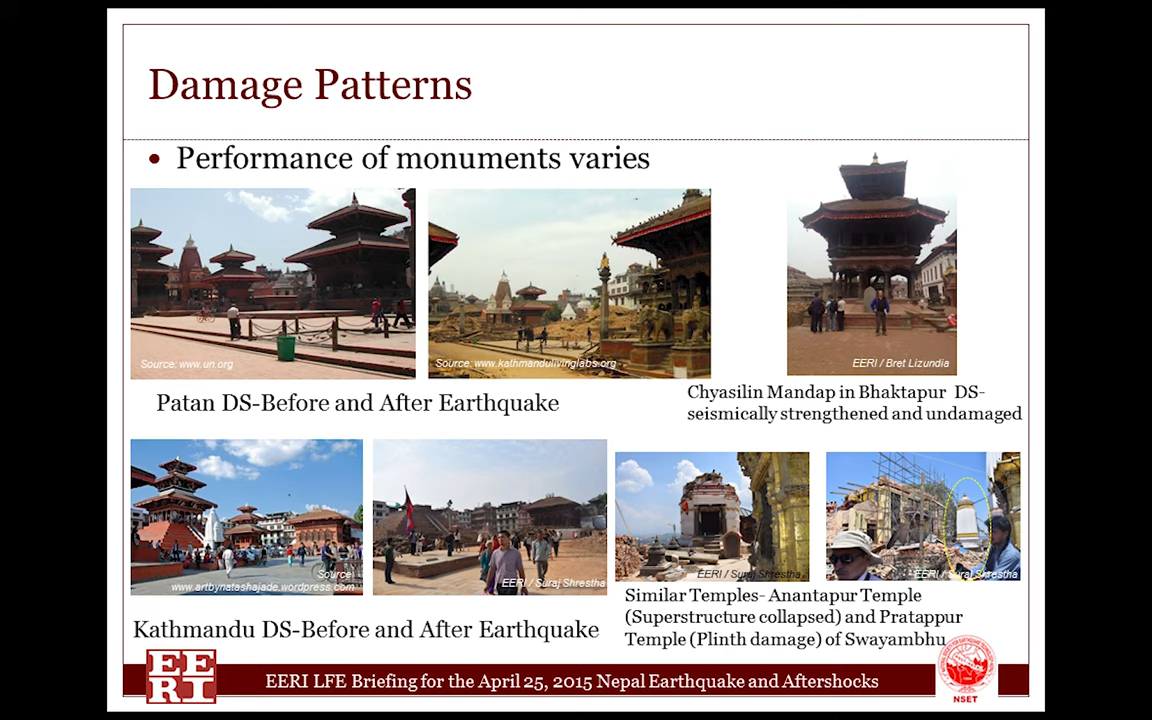 Damage Patterns
• Performance of monuments varies
Source: www.un.org
Source: www.kathmandulivinglabs.org
EERI / Bret Lizundia
Patan DS-Before and After Earthquake
Chyasilin Mandap in Bhaktapur DS-
seismically strengthened and undamaged
Source:
www.artbynatashajade.wordpress.com
EERI / Suraj Shrestha
EERI / Suraj Shrestha
EERI / Suraj Shrestha
Kathmandu DS-Before and After Earthquake
Similar Temples- Anantapur Temple
(Superstructure collapsed) and Pratappur
Temple (Plinth damage) of Swayambhu
EE
RI
EERI LFE Briefing for the April 25, 2015 Nepal Earthquake and Aftershocks
NSET